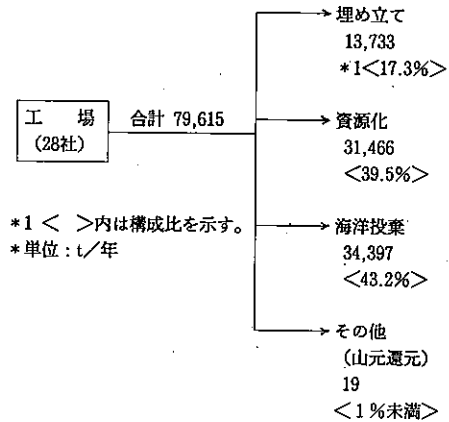 埋め立て
13,733
*1<17.3%>
工 場
(28社)
合計 79,615
資源化
31,466
<39.5%>
*1 < >内は構成比を示す。
*単位:t/年
海洋投棄
34,397
<43.2%>
その他
(山元還元)
19
<1%未満>